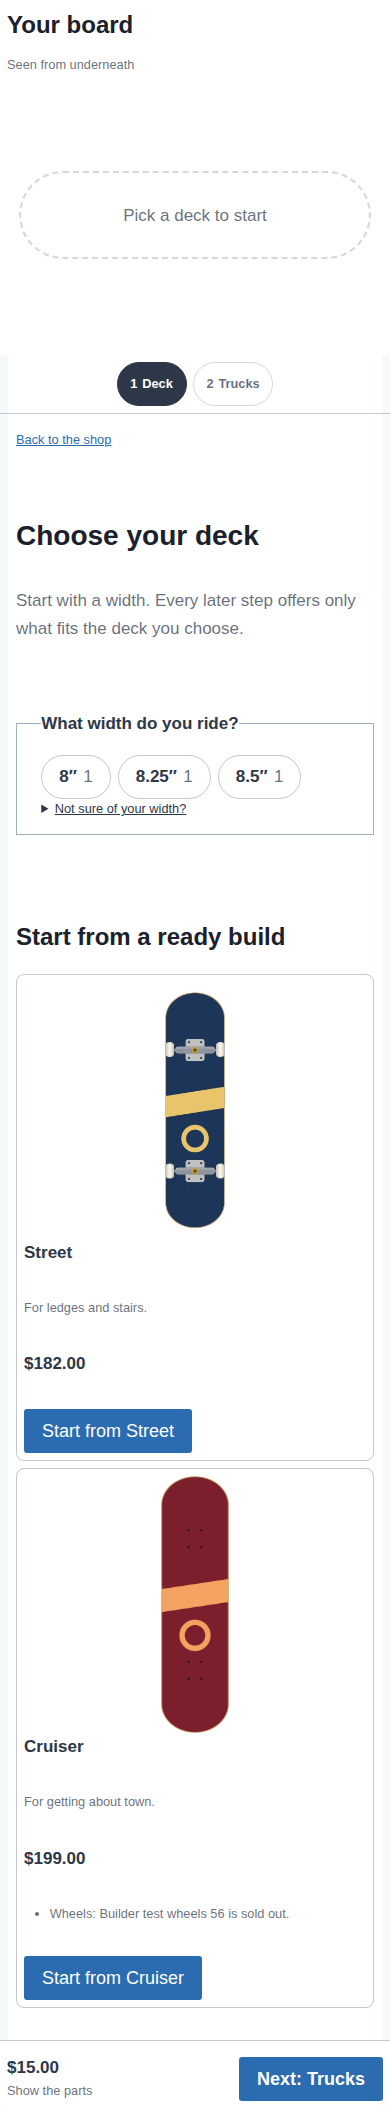 Your board
Seen from underneath
Pick a deck to start
1 Deck
2 Trucks
Back to the shop
Choose your deck
Start with a width. Every later step offers only
what fits the deck you choose.
What width do you ride?
8″ 1
8.25″ 1
8.5″ 1
Not sure of your width?
Start from a ready build
Street
For ledges and stairs.
$182.00
Start from Street
Cruiser
For getting about town.
$199.00
• Wheels: Builder test wheels 56 is sold out.
Start from Cruiser
$15.00
Show the parts
Next: Trucks